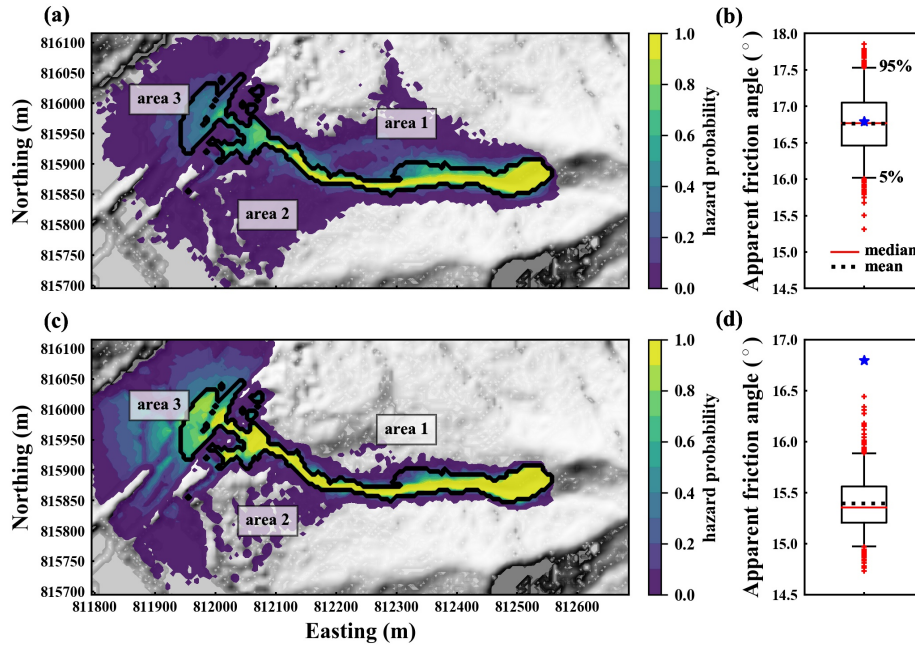 (a)
816100
816050
816000
815950
815900
815850
815800
815750
815700
Northing (m)
area 3
area 1
area 2
1.0
0.8
0.6
0.4
0.2
0.0
hazard probability
(b)
18.0
17.5
17.0
16.5
16.0
15.5
15.0
14.5
Apparent friction angle (°)
95%
5%
median
mean
(c)
816100
816050
816000
815950
815900
815850
815800
815750
815700
Northing (m)
area 3
area 1
area 2
811800 811900 812000 812100 812200 812300 812400 812500 812600
Easting (m)
1.0
0.8
0.6
0.4
0.2
0.0
hazard probability
(d)
17.0
16.5
16.0
15.5
15.0
14.5
Apparent friction angle (°)